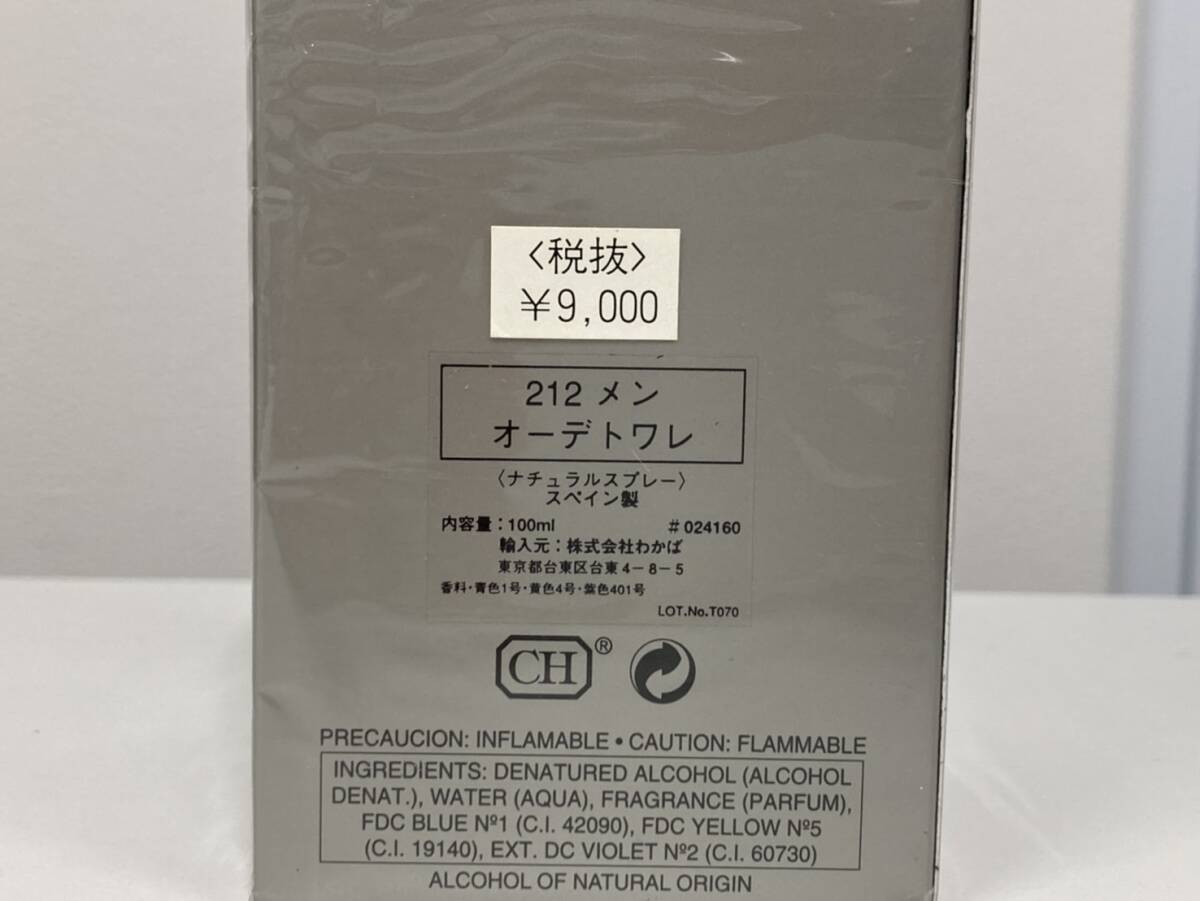 〈税抜〉
¥9,000
212 メン
オーデトワレ
〈ナチュラルスプレー〉
スペイン製
内容量：100ml #024160
輸入元：株式会社わかば
東京都台東区台東4-8-5
香料・青色1号・黄色4号・紫色401号
LOT.No.T070
CH®
PRECAUCION: INFLAMABLE • CAUTION: FLAMMABLE
INGREDIENTS: DENATURED ALCOHOL (ALCOHOL
DENAT.), WATER (AQUA), FRAGRANCE (PARFUM),
FDC BLUE Nº1 (C.I. 42090), FDC YELLOW Nº5
(C.I. 19140), EXT. DC VIOLET Nº2 (C.I. 60730)
ALCOHOL OF NATURAL ORIGIN